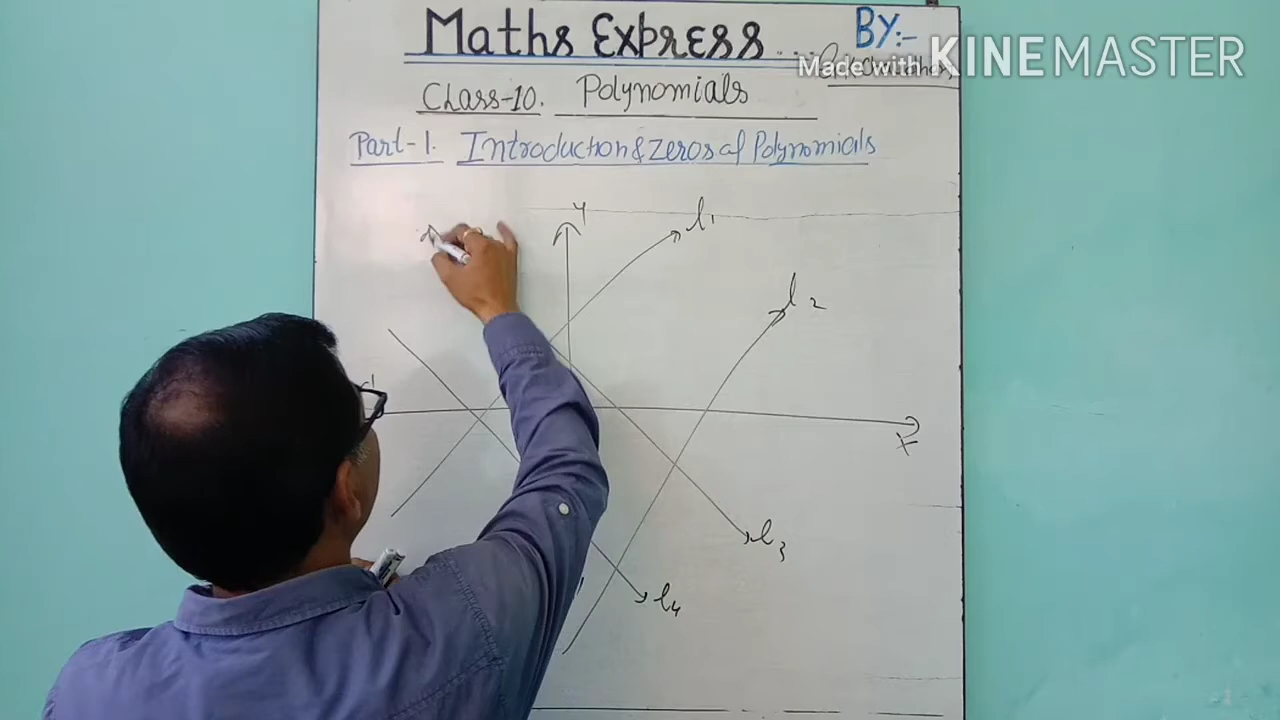 Maths Express...
BY:-
Made with KINEMASTER
Class-10. Polynomials
Part-1. Introduction & Zeros of Polynomials
Y
l1
l2
X
l3
l4